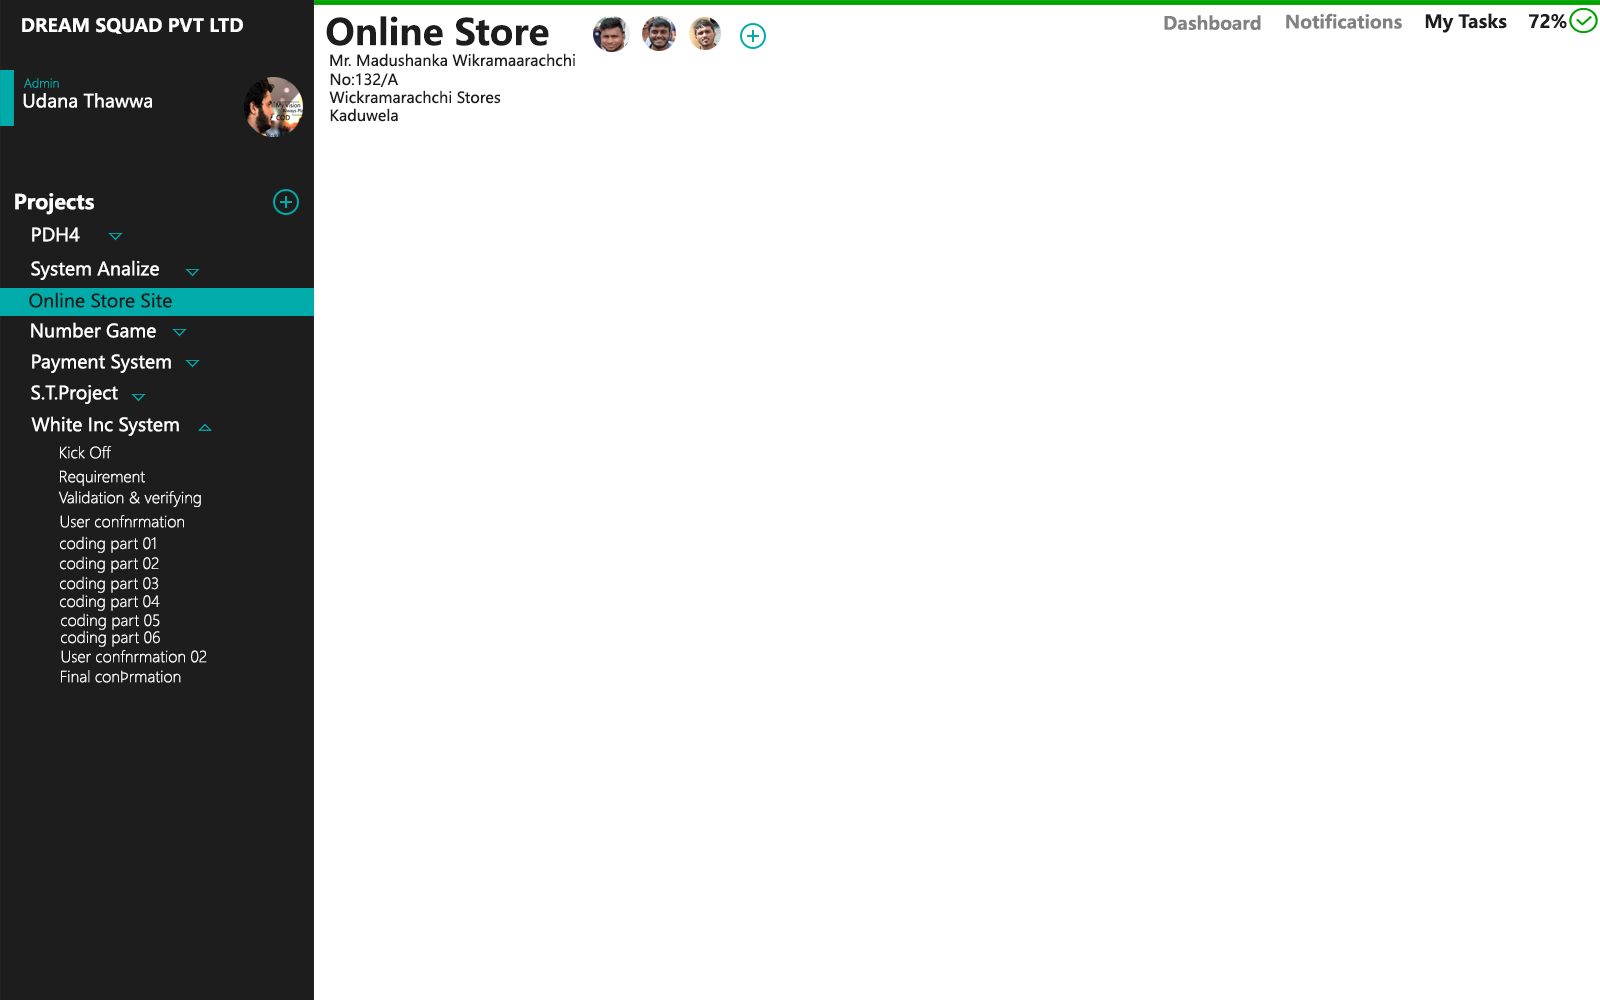 DREAM SQUAD PVT LTD
Admin
Udana Thawwa
Projects
PDH4
System Analize
Online Store Site
Number Game
Payment System
S.T.Project
White Inc System
Kick Off
Requirement
Validation & verifying
User confnrmation
coding part 01
coding part 02
coding part 03
coding part 04
coding part 05
coding part 06
User confnrmation 02
Final conÞrmation
Online Store
Mr. Madushanka Wikramaarachchi
No:132/A
Wickramarachchi Stores
Kaduwela
Dashboard Notifications My Tasks 72%